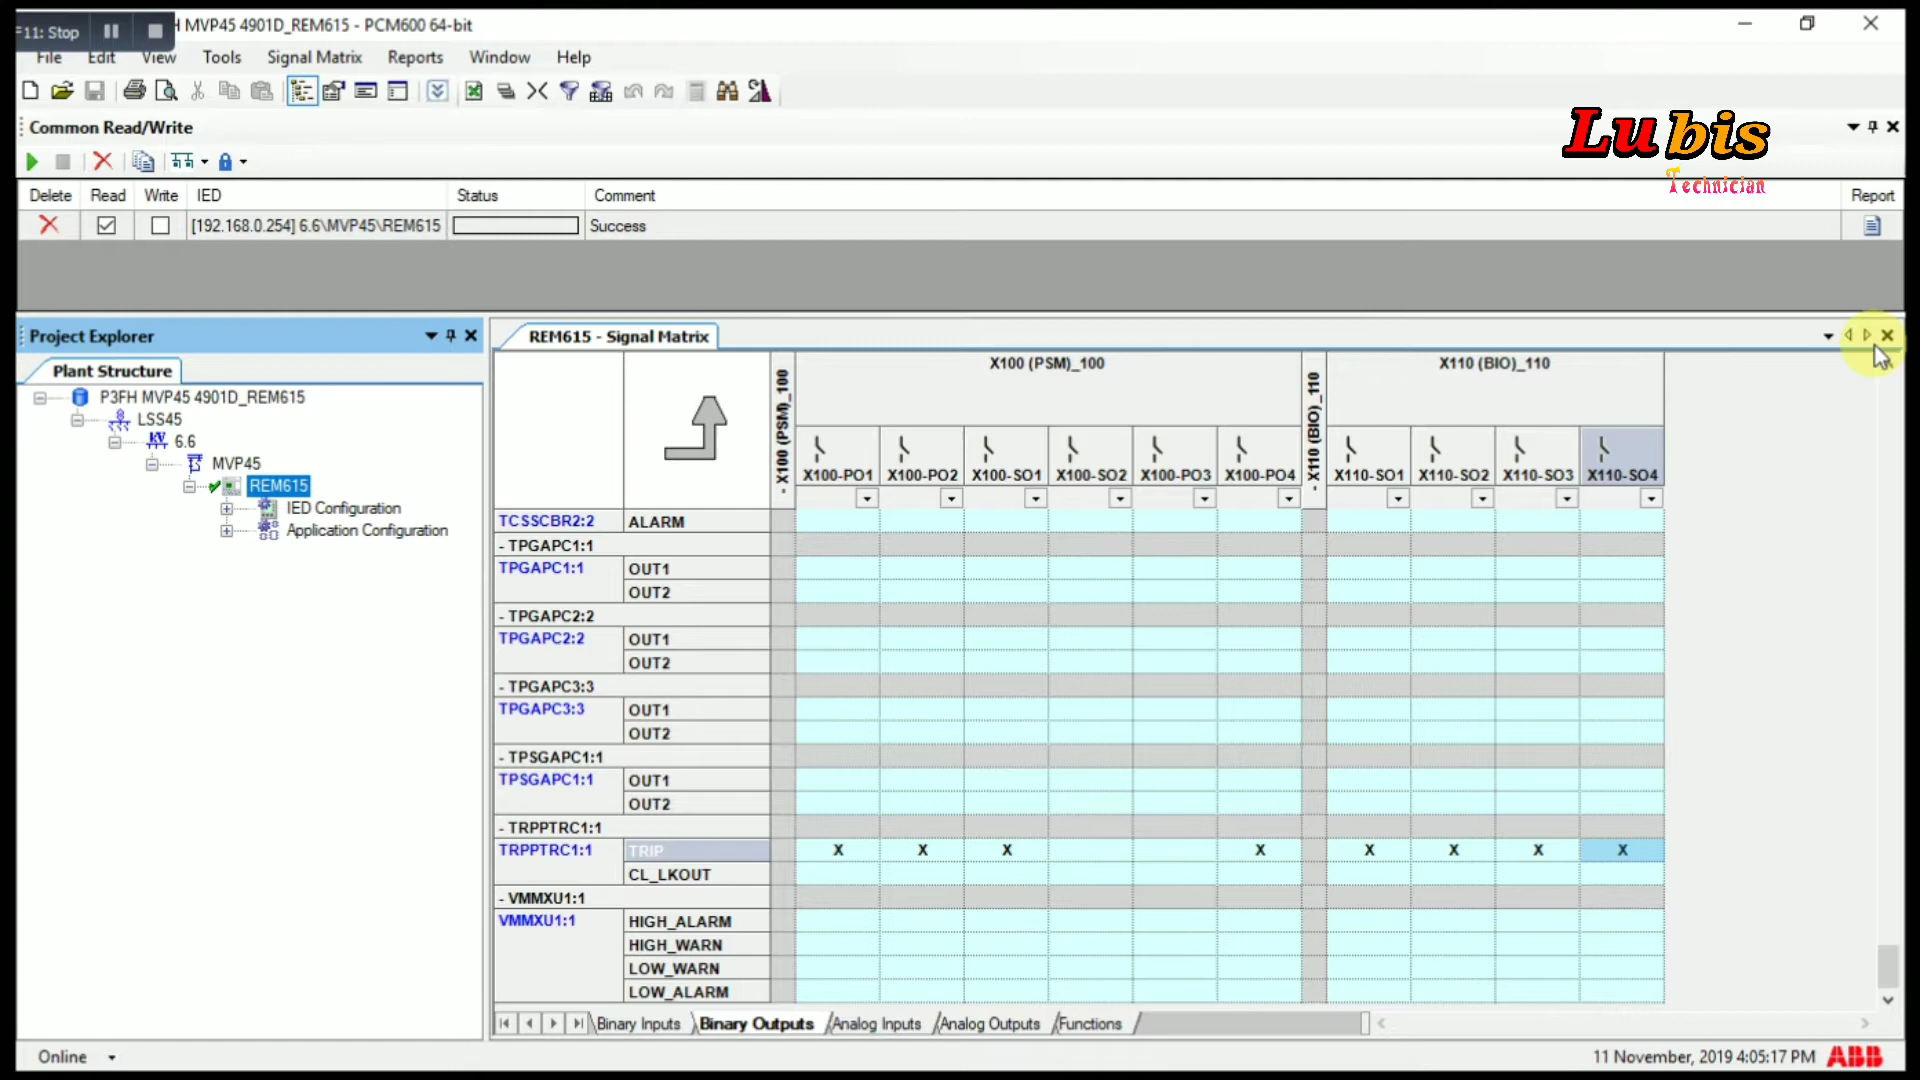 F11: Stop
H MVP45 4901D_REM615 - PCM600 64-bit
File Edit View Tools Signal Matrix Reports Window Help
Common Read/Write
Lubis
Technician
Delete Read Write IED Status Comment Report
[192.168.0.254] 6.6\MVP45\REM615 Success
Project Explorer
Plant Structure
P3FH MVP45 4901D_REM615
LSS45
6.6
MVP45
REM615
IED Configuration
Application Configuration
REM615 - Signal Matrix
- X100 (PSM)_100
X100 (PSM)_100
- X110 (BIO)_110
X110 (BIO)_110
X100-PO1 X100-PO2 X100-SO1 X100-SO2 X100-PO3 X100-PO4 X110-SO1 X110-SO2 X110-SO3 X110-SO4
TCSSCBR2:2 ALARM
- TPGAPC1:1
TPGAPC1:1 OUT1
OUT2
- TPGAPC2:2
TPGAPC2:2 OUT1
OUT2
- TPGAPC3:3
TPGAPC3:3 OUT1
OUT2
- TPSGAPC1:1
TPSGAPC1:1 OUT1
OUT2
- TRPPTRC1:1
TRPPTRC1:1 TRIP X X X X X X X X
CL_LKOUT
- VMMXU1:1
VMMXU1:1 HIGH_ALARM
HIGH_WARN
LOW_WARN
LOW_ALARM
Binary Inputs Binary Outputs Analog Inputs Analog Outputs Functions
Online 11 November, 2019 4:05:17 PM ABB